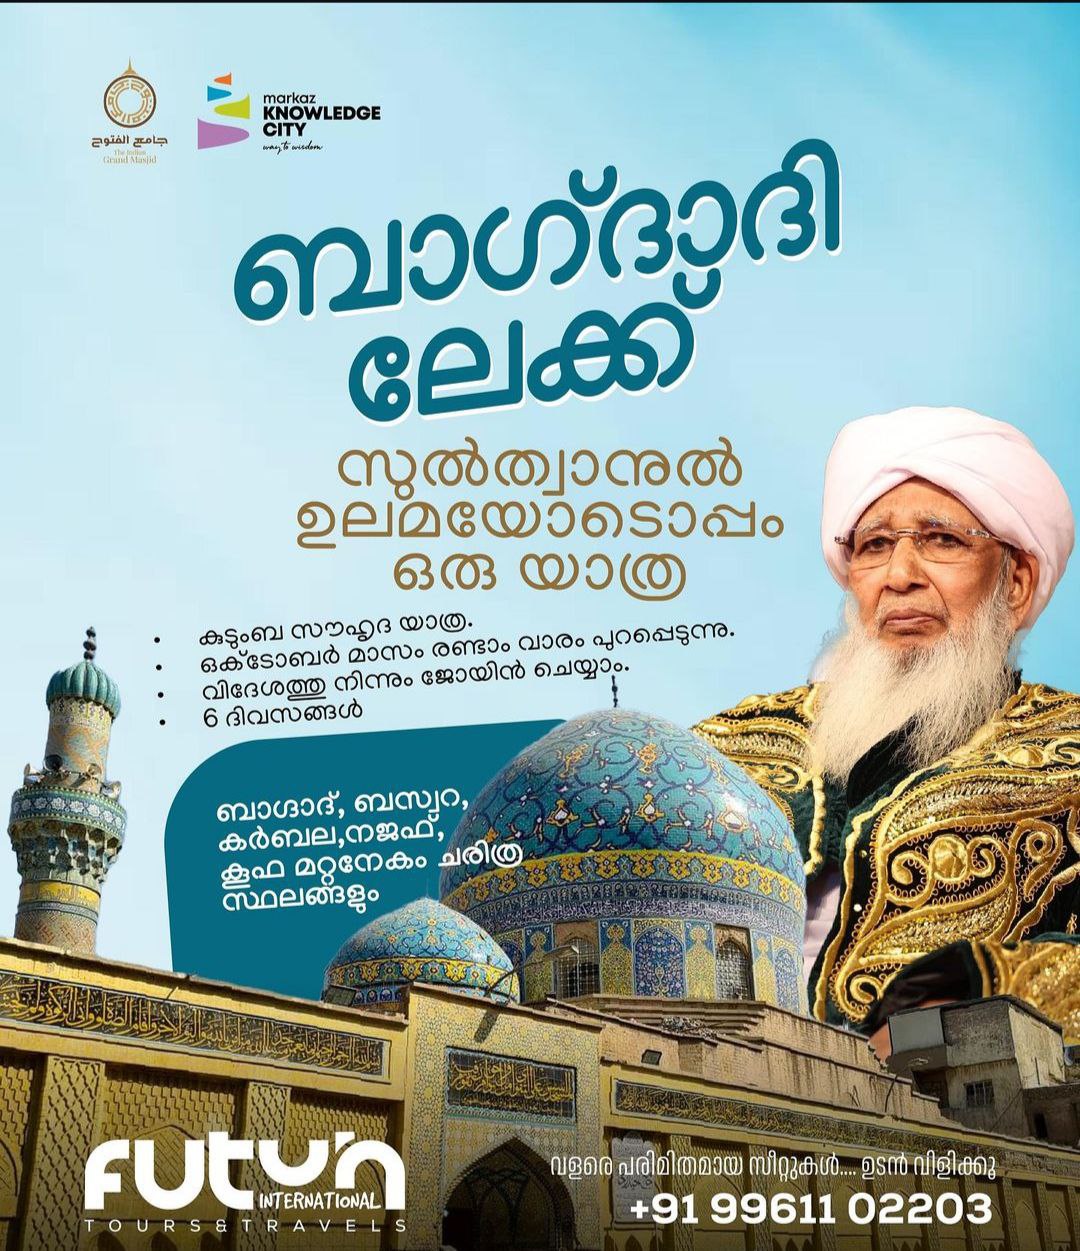 جامع الفتوح
The Indian
Grand Masjid
markaz
KNOWLEDGE
CITY
way to wisdom
ബാഗ്ദാദി
ലേക്ക്
സുൽത്വാനുൽ
ഉലമയോടൊപ്പം
ഒരു യാത്ര
• കുടുംബ സൗഹൃദ യാത്ര.
• ഒക്ടോബർ മാസം രണ്ടാം വാരം പുറപ്പെടുന്നു.
• വിദേശത്തു നിന്നും ജോയിൻ ചെയ്യാം.
• 6 ദിവസങ്ങൾ
ബാഗ്ദാദ്, ബസ്വറ,
കർബല,നജഫ്,
കൂഫ മറ്റനേകം ചരിത്ര
സ്ഥലങ്ങളും
FUTUH
INTERNATIONAL
TOURS & TRAVELS
വളരെ പരിമിതമായ സീറ്റുകൾ.... ഉടൻ വിളിക്കൂ
+91 99611 02203